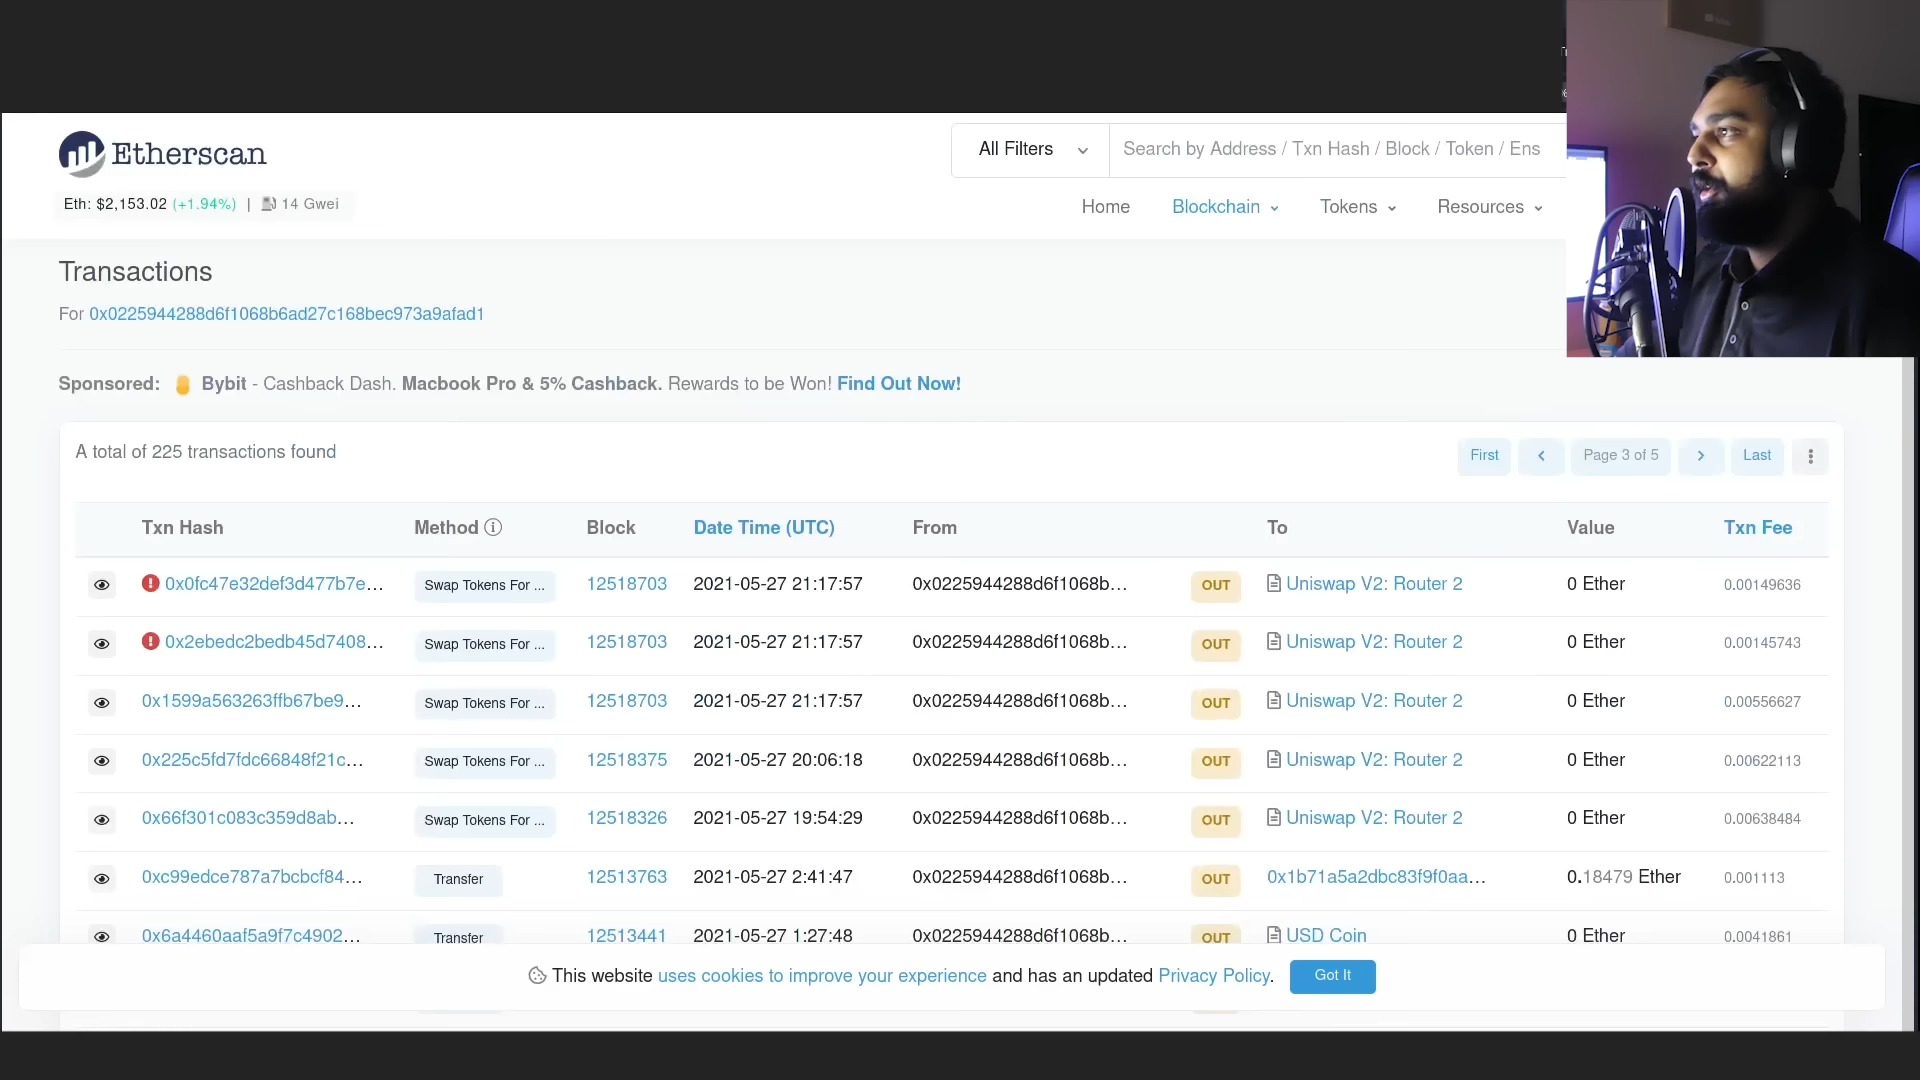 Etherscan
All Filters
Search by Address / Txn Hash / Block / Token / Ens
Eth: $2,153.02 (+1.94%) | 14 Gwei
Home Blockchain Tokens Resources
Transactions
For 0x0225944288d6f1068b6ad27c168bec973a9afad1
Sponsored: Bybit - Cashback Dash. Macbook Pro & 5% Cashback. Rewards to be Won! Find Out Now!
A total of 225 transactions found
First Page 3 of 5 Last
Txn Hash Method Block Date Time (UTC) From To Value Txn Fee
0x0fc47e32def3d477b7e... Swap Tokens For ... 12518703 2021-05-27 21:17:57 0x0225944288d6f1068b... OUT Uniswap V2: Router 2 0 Ether 0.00149636
0x2ebedc2bedb45d7408... Swap Tokens For ... 12518703 2021-05-27 21:17:57 0x0225944288d6f1068b... OUT Uniswap V2: Router 2 0 Ether 0.00145743
0x1599a563263ffb67be9... Swap Tokens For ... 12518703 2021-05-27 21:17:57 0x0225944288d6f1068b... OUT Uniswap V2: Router 2 0 Ether 0.00556627
0x225c5fd7fdc66848f21c... Swap Tokens For ... 12518375 2021-05-27 20:06:18 0x0225944288d6f1068b... OUT Uniswap V2: Router 2 0 Ether 0.00622113
0x66f301c083c359d8ab... Swap Tokens For ... 12518326 2021-05-27 19:54:29 0x0225944288d6f1068b... OUT Uniswap V2: Router 2 0 Ether 0.00638484
0xc99edce787a7bcbcf84... Transfer 12513763 2021-05-27 2:41:47 0x0225944288d6f1068b... OUT 0x1b71a5a2dbc83f9f0aa... 0.18479 Ether 0.001113
0x6a4460aaf5a9f7c4902... Transfer 12513441 2021-05-27 1:27:48 0x0225944288d6f1068b... OUT USD Coin 0 Ether 0.0041861
This website uses cookies to improve your experience and has an updated Privacy Policy. Got It